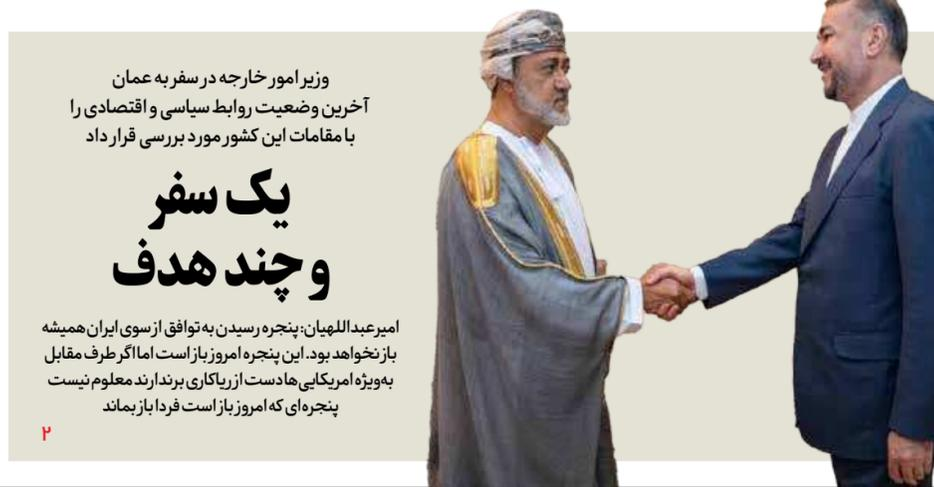 وزیر امور خارجه در سفر به عمان
آخرین وضعیت روابط سیاسی و اقتصادی را
با مقامات این کشور مورد بررسی قرار داد
یک سفر
و چند هدف
امیرعبداللهیان: پنجره رسیدن به توافق از سوی ایران همیشه
باز نخواهد بود. این پنجره امروز باز است اما اگر طرف مقابل
به‌ویژه امریکایی‌ها دست از ریاکاری برندارند معلوم نیست
پنجره‌ای که امروز باز است فردا باز بماند
۲